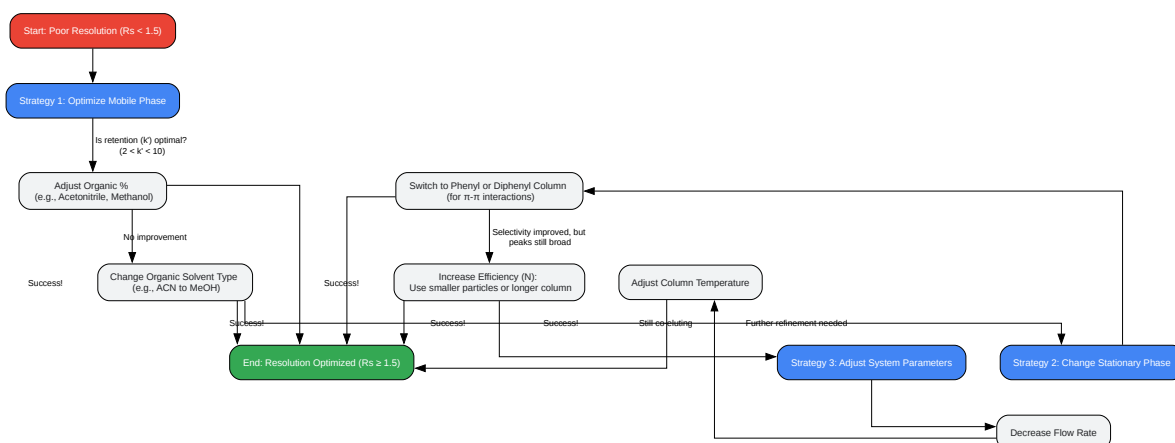 Start: Poor Resolution (Rs < 1.5)
Strategy 1: Optimize Mobile Phase
Is retention (k') optimal?
(2 < k' < 10)
Adjust Organic %
(e.g., Acetonitrile, Methanol)
Switch to Phenyl or Diphenyl Column
(for π-π interactions)
No improvement
Selectivity improved, but
peaks still broad
Change Organic Solvent Type
(e.g., ACN to MeOH)
Increase Efficiency (N):
Use smaller particles or longer column
Adjust Column Temperature
Success!
Success!
Success!
Success!
Success!
Still co-eluting
Further refinement needed
End: Resolution Optimized (Rs ≥ 1.5)
Strategy 3: Adjust System Parameters
Strategy 2: Change Stationary Phase
Decrease Flow Rate